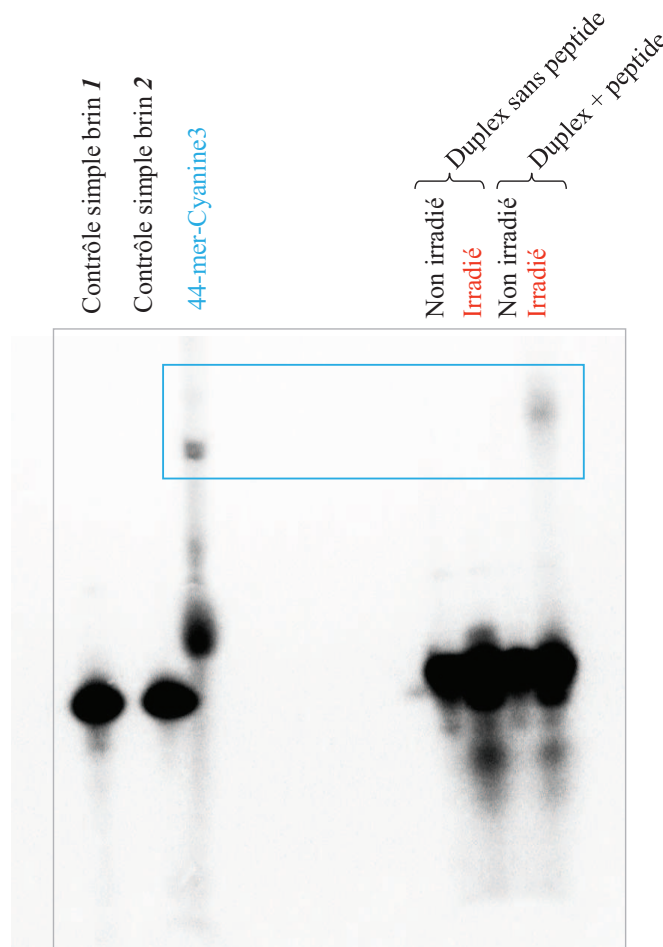 Contrôle simple brin 1
Contrôle simple brin 2
44-mer-Cyanine3
Duplex sans peptide
Duplex + peptide
Non irradié
Irradié
Non irradié
Irradié